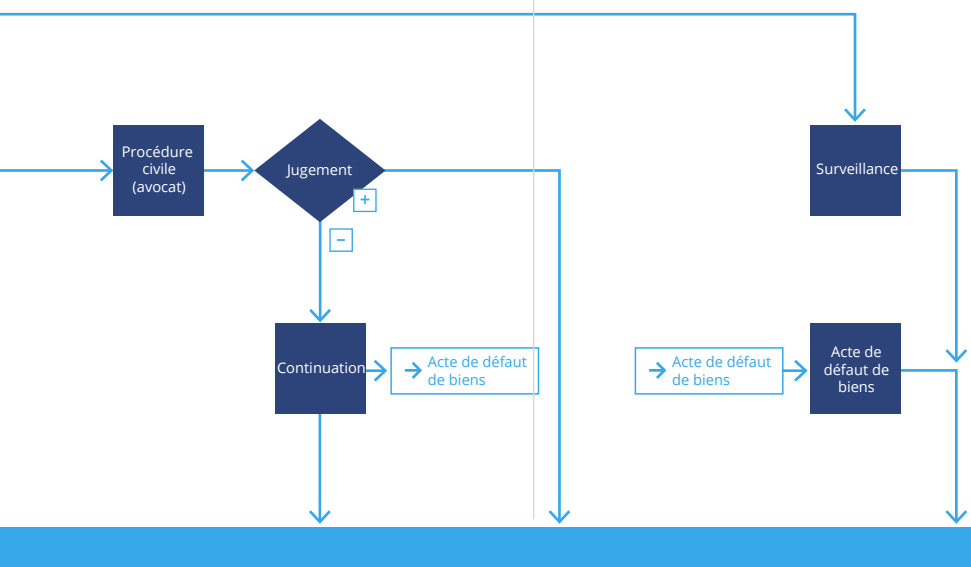 Procédure
civile
(avocat)
Jugement
+
−
Surveillance
Continuation
→ Acte de défaut
de biens
→ Acte de défaut
de biens
Acte de
défaut de
biens